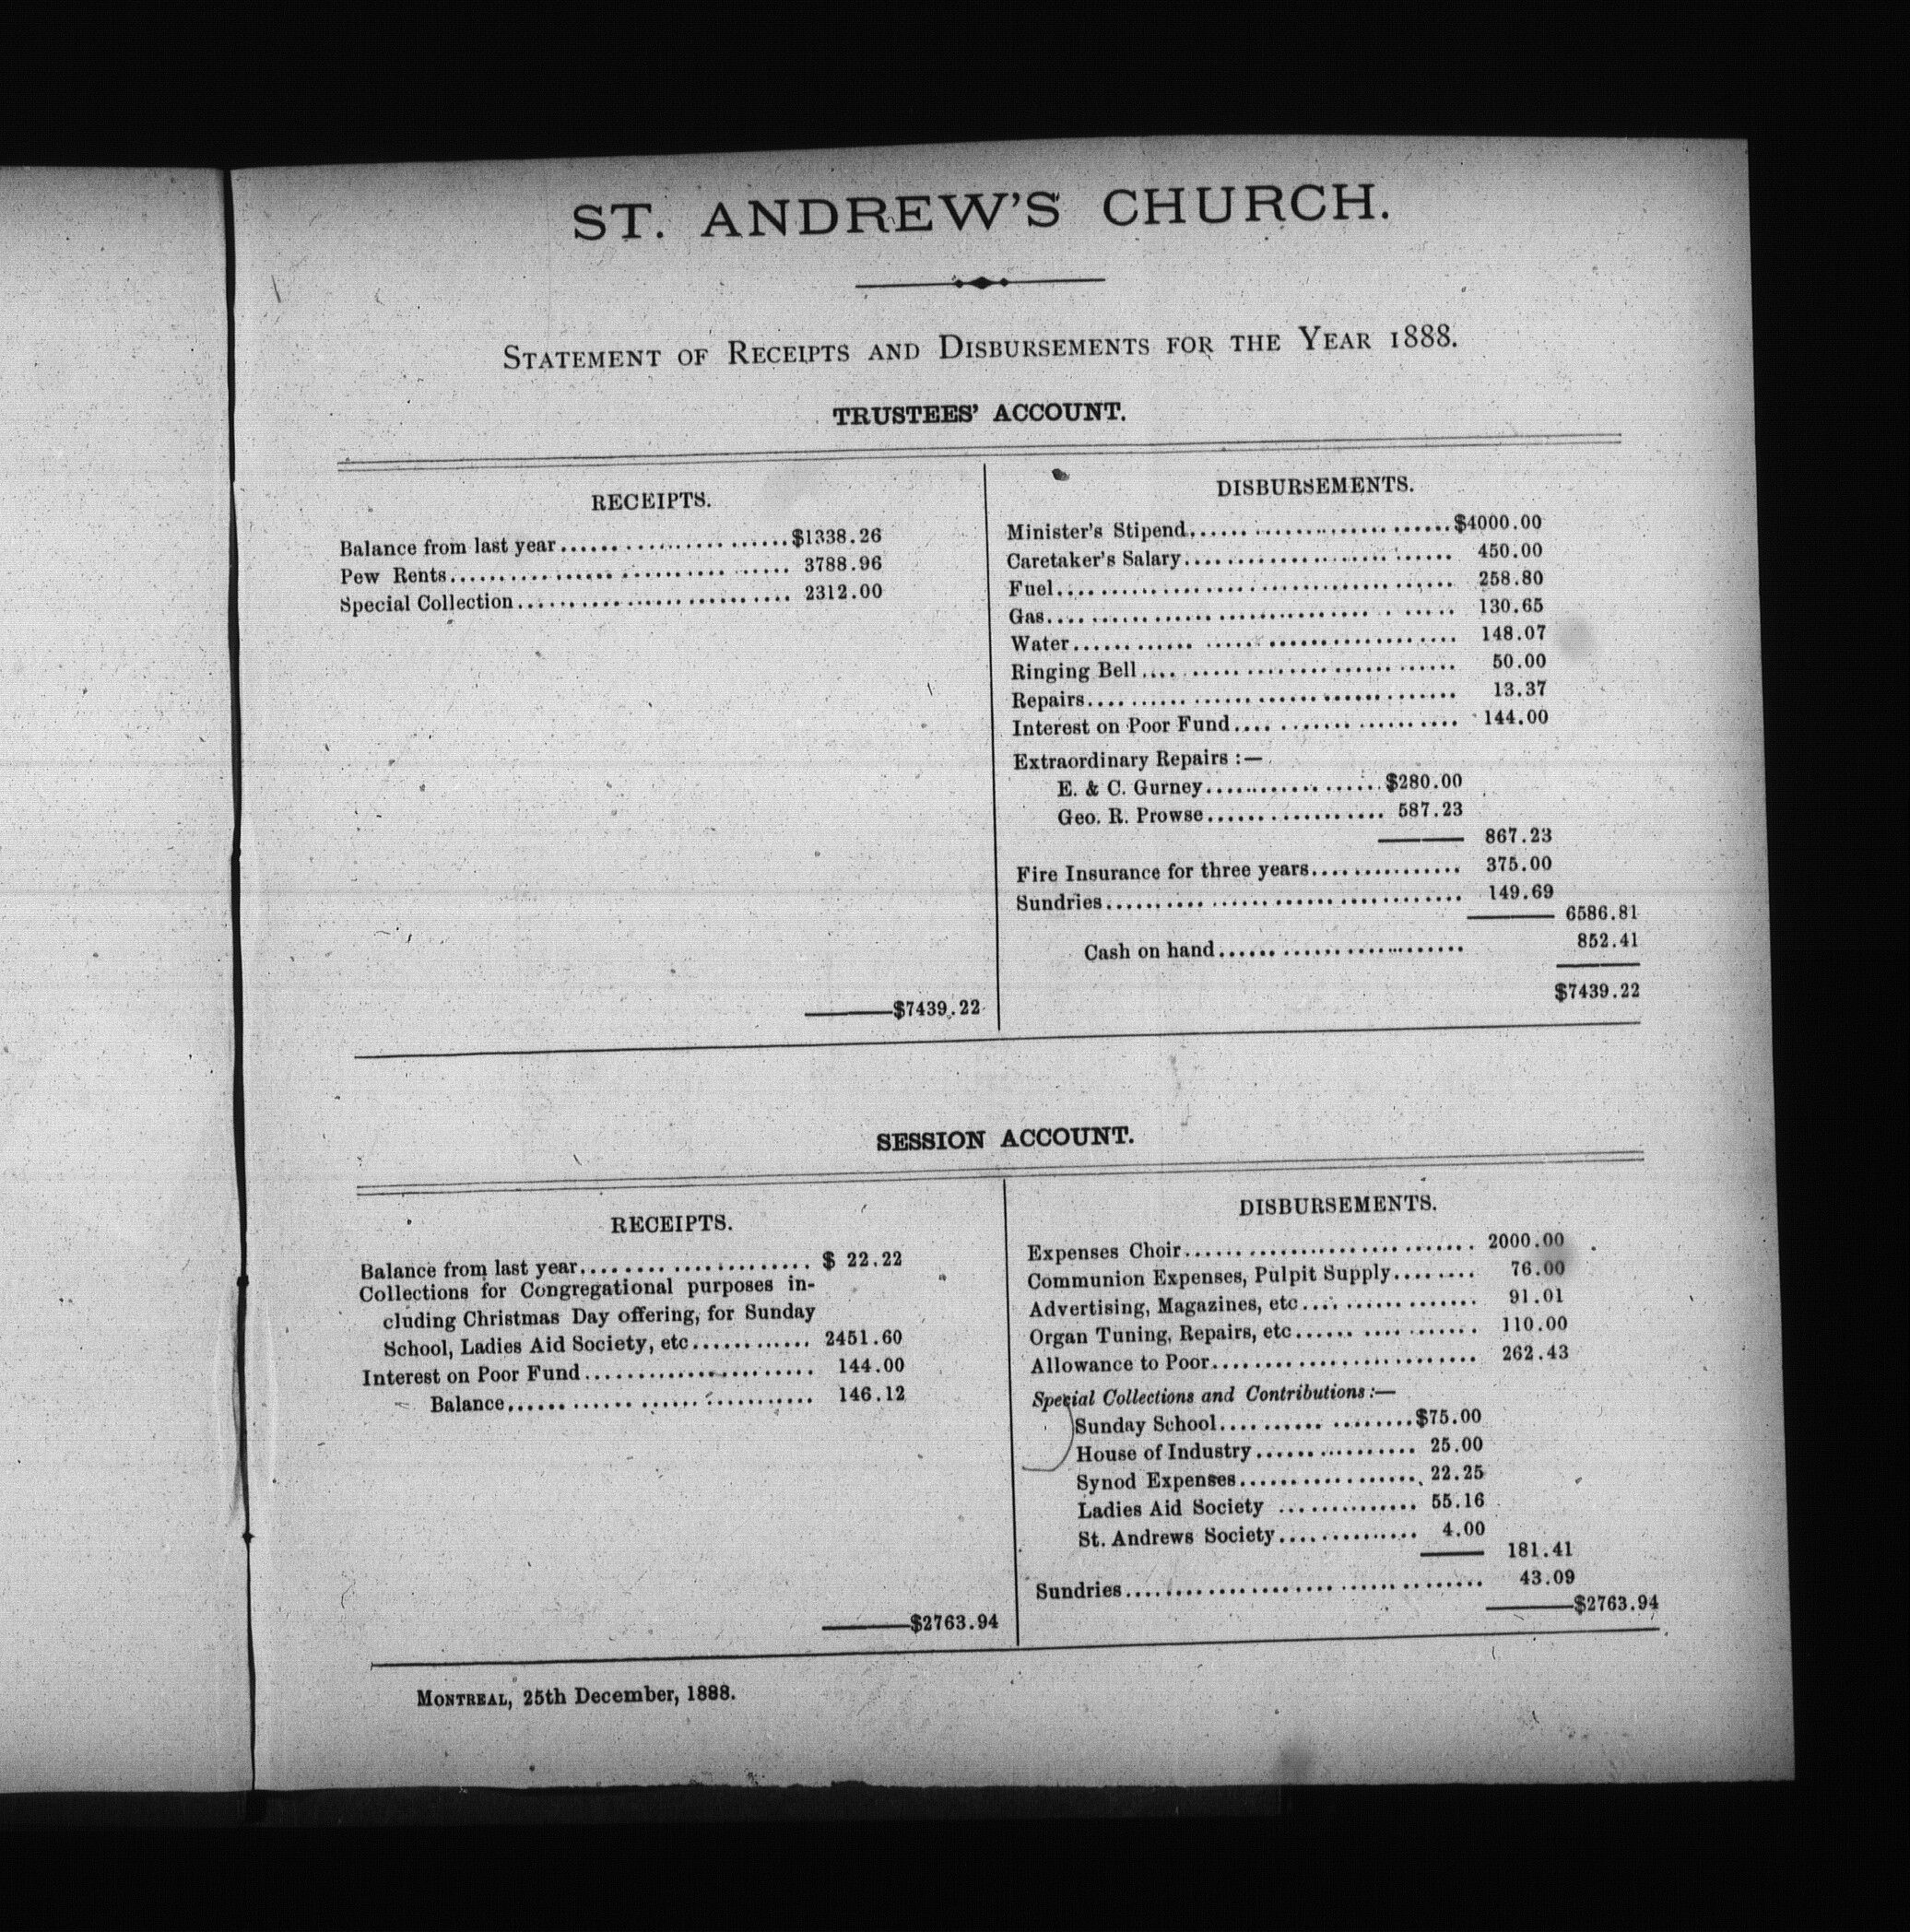 ST. ANDREW'S CHURCH.
STATEMENT OF RECEIPTS AND DISBURSEMENTS FOR THE YEAR 1888.
TRUSTEES' ACCOUNT.
RECEIPTS.
Balance from last year........................$1338.26
Pew Rents........................ 3788.96
Special Collection........................ 2312.00
$7439.22
DISBURSEMENTS.
Minister's Stipend........................$4000.00
Caretaker's Salary........................ 450.00
Fuel........................ 258.80
Gas........................ 130.65
Water........................ 148.07
Ringing Bell........................ 50.00
Repairs........................ 13.37
Interest on Poor Fund........................ 144.00
Extraordinary Repairs :—
E. & C. Gurney..................$280.00
Geo. R. Prowse.................. 587.23
867.23
Fire Insurance for three years............... 375.00
Sundries........................ 149.69
6586.81
Cash on hand........................ 852.41
$7439.22
SESSION ACCOUNT.
RECEIPTS.
Balance from last year...................... $ 22.22
Collections for Congregational purposes in-
cluding Christmas Day offering, for Sunday
School, Ladies Aid Society, etc............ 2451.60
Interest on Poor Fund...................... 144.00
Balance........................ 146.12
$2763.94
DISBURSEMENTS.
Expenses Choir........................ 2000.00
Communion Expenses, Pulpit Supply........ 76.00
Advertising, Magazines, etc.................. 91.01
Organ Tuning, Repairs, etc.................. 110.00
Allowance to Poor........................ 262.43
Special Collections and Contributions:—
Sunday School..................$75.00
House of Industry................ 25.00
Synod Expenses.................. 22.25
Ladies Aid Society .............. 55.16
St. Andrews Society.............. 4.00
181.41
Sundries........................ 43.09
$2763.94
MONTREAL, 25th December, 1888.